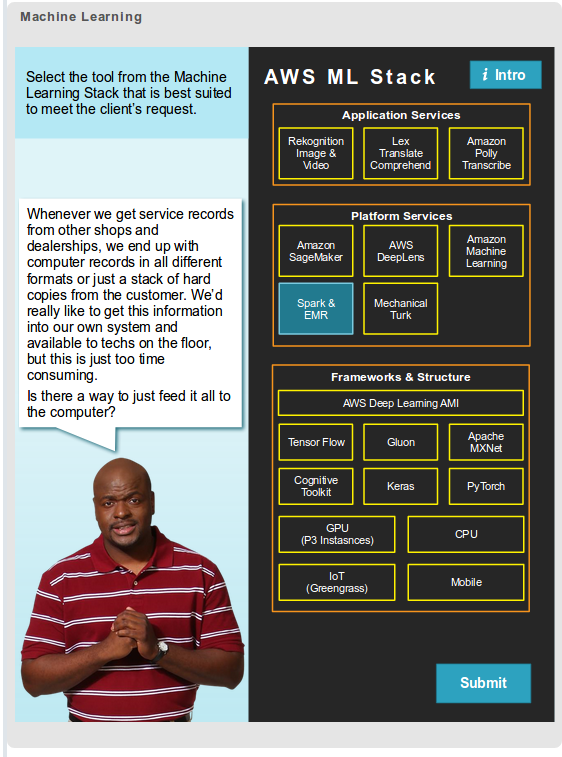 Machine Learning
Select the tool from the Machine
Learning Stack that is best suited
to meet the client's request.
Whenever we get service records
from other shops and
dealerships, we end up with
computer records in all different
formats or just a stack of hard
copies from the customer. We'd
really like to get this information
into our own system and
available to techs on the floor,
but this is just too time
consuming.
Is there a way to just feed it all to
the computer?
AWS ML Stack
i Intro
Application Services
Rekognition
Image &
Video
Lex
Translate
Comprehend
Amazon
Polly
Transcribe
Platform Services
Amazon
SageMaker
AWS
DeepLens
Amazon
Machine
Learning
Spark &
EMR
Mechanical
Turk
Frameworks & Structure
AWS Deep Learning AMI
Tensor Flow
Gluon
Apache
MXNet
Cognitive
Toolkit
Keras
PyTorch
GPU
(P3 Instasnces)
CPU
IoT
(Greengrass)
Mobile
Submit